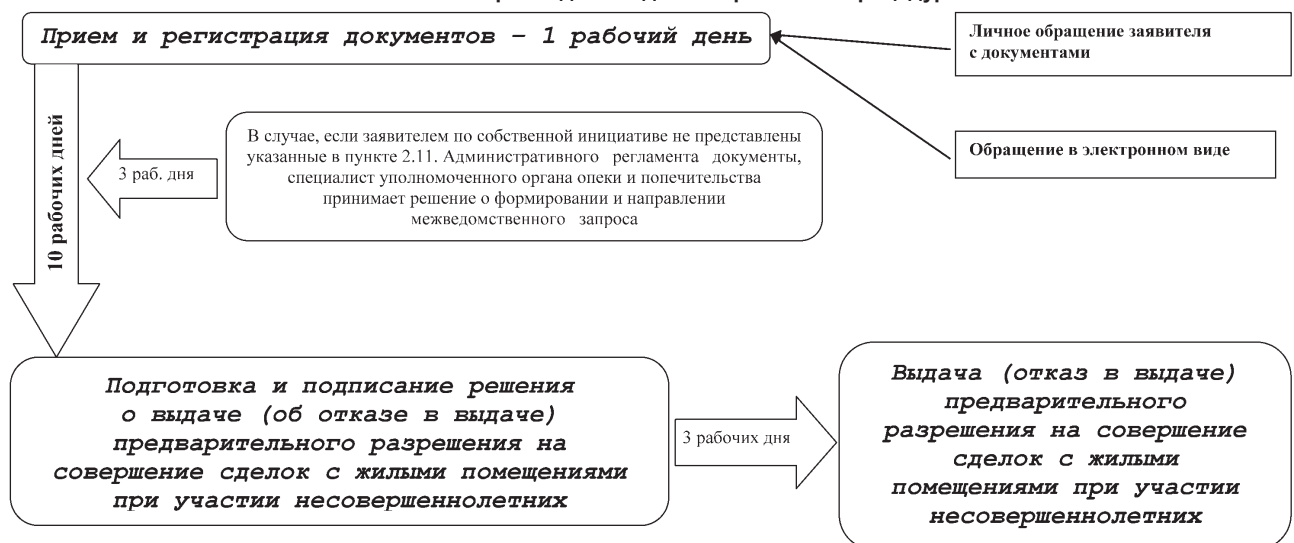 Прием и регистрация документов – 1 рабочий день
Личное обращение заявителя
с документами
Обращение в электронном виде
10 рабочих дней
3 раб. дня
В случае, если заявителем по собственной инициативе не представлены
указанные в пункте 2.11. Административного регламента документы,
специалист уполномоченного органа опеки и попечительства
принимает решение о формировании и направлении
межведомственного запроса
Подготовка и подписание решения
о выдаче (об отказе в выдаче)
предварительного разрешения на
совершение сделок с жилыми помещениями
при участии несовершеннолетних
3 рабочих дня
Выдача (отказ в выдаче)
предварительного
разрешения на совершение
сделок с жилыми
помещениями при участии
несовершеннолетних